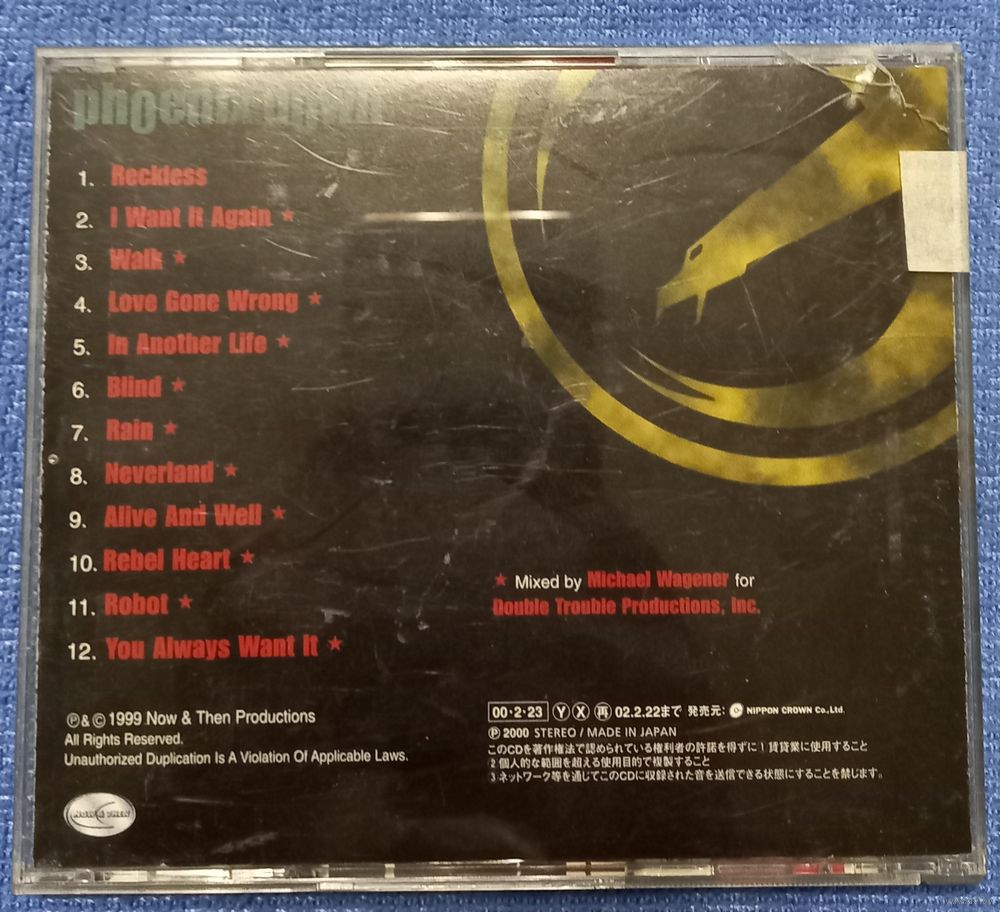 phoenix down
1. Reckless
2. I Want It Again ★
3. Walk ★
4. Love Gone Wrong ★
5. In Another Life ★
6. Blind ★
7. Rain ★
8. Neverland ★
9. Alive And Well ★
10. Rebel Heart ★
11. Robot ★
12. You Always Want It ★
★ Mixed by Michael Wagener for
Double Trouble Productions, Inc.
℗&© 1999 Now & Then Productions
All Rights Reserved.
Unauthorized Duplication Is A Violation Of Applicable Laws.
NOW & THEN
00・2・23 Ⓨ Ⓧ ㊢ 02.2.22まで 発売元: NIPPON CROWN Co.,Ltd.
℗ 2000 STEREO / MADE IN JAPAN
このCDを著作権法で認められている権利者の許諾を得ずに1 賃貸業に使用すること
2 個人的な範囲を超える使用目的で複製すること
3 ネットワーク等を通じてこのCDに収録された音を送信できる状態にすることを禁じます。